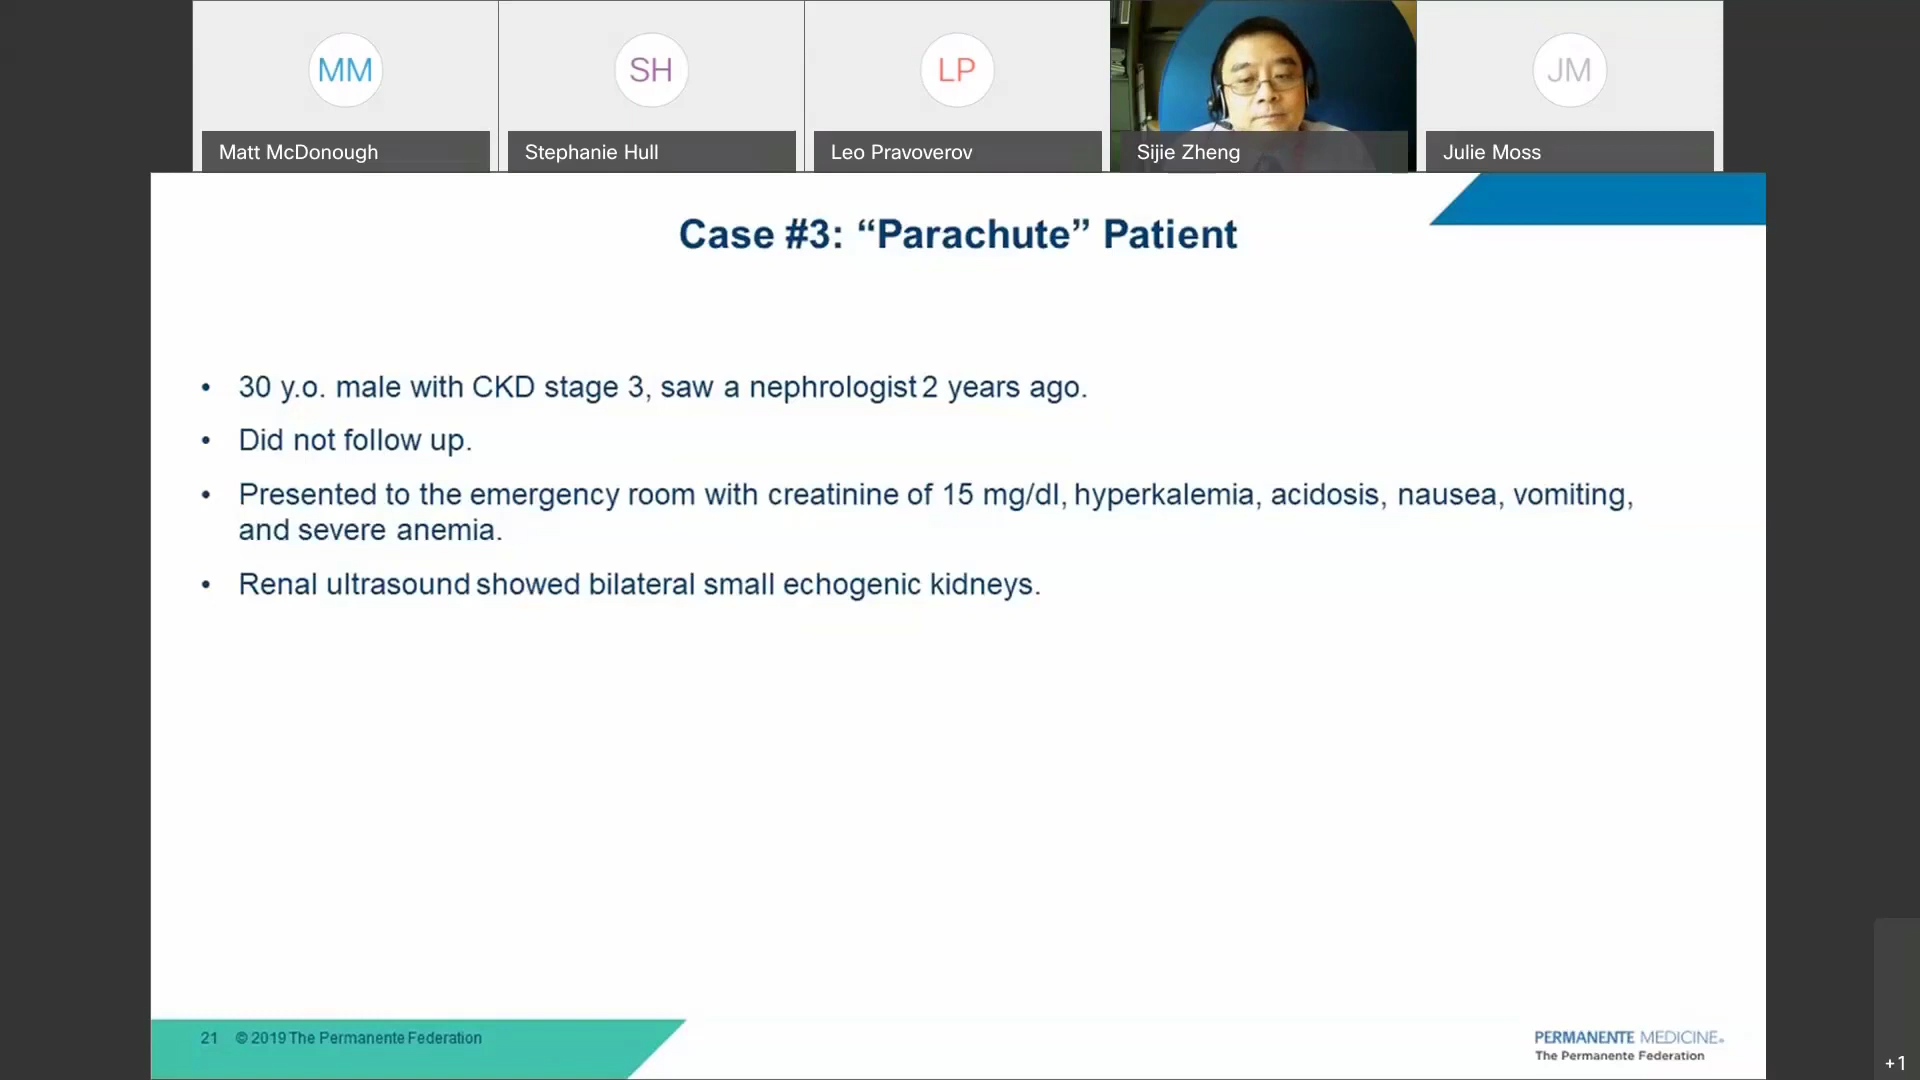 MM
SH
LP
JM
Matt McDonough
Stephanie Hull
Leo Pravoverov
Sijie Zheng
Julie Moss
Case #3: “Parachute” Patient
• 30 y.o. male with CKD stage 3, saw a nephrologist 2 years ago.
• Did not follow up.
• Presented to the emergency room with creatinine of 15 mg/dl, hyperkalemia, acidosis, nausea, vomiting,
and severe anemia.
• Renal ultrasound showed bilateral small echogenic kidneys.
21 © 2019 The Permanente Federation
PERMANENTE MEDICINE®
The Permanente Federation
+1